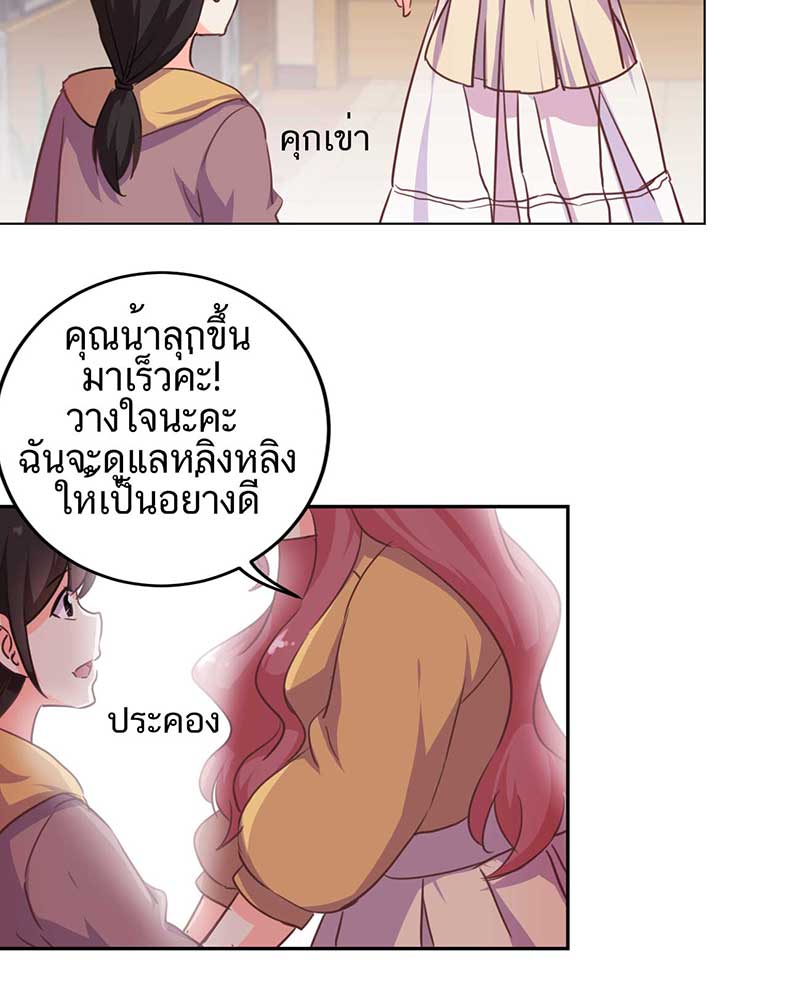 คุกเข่า
คุณน้าลุกขึ้น
มาเร็วคะ!
วางใจนะคะ
ฉันจะดูแลหลิงหลิง
ให้เป็นอย่างดี
ประคอง